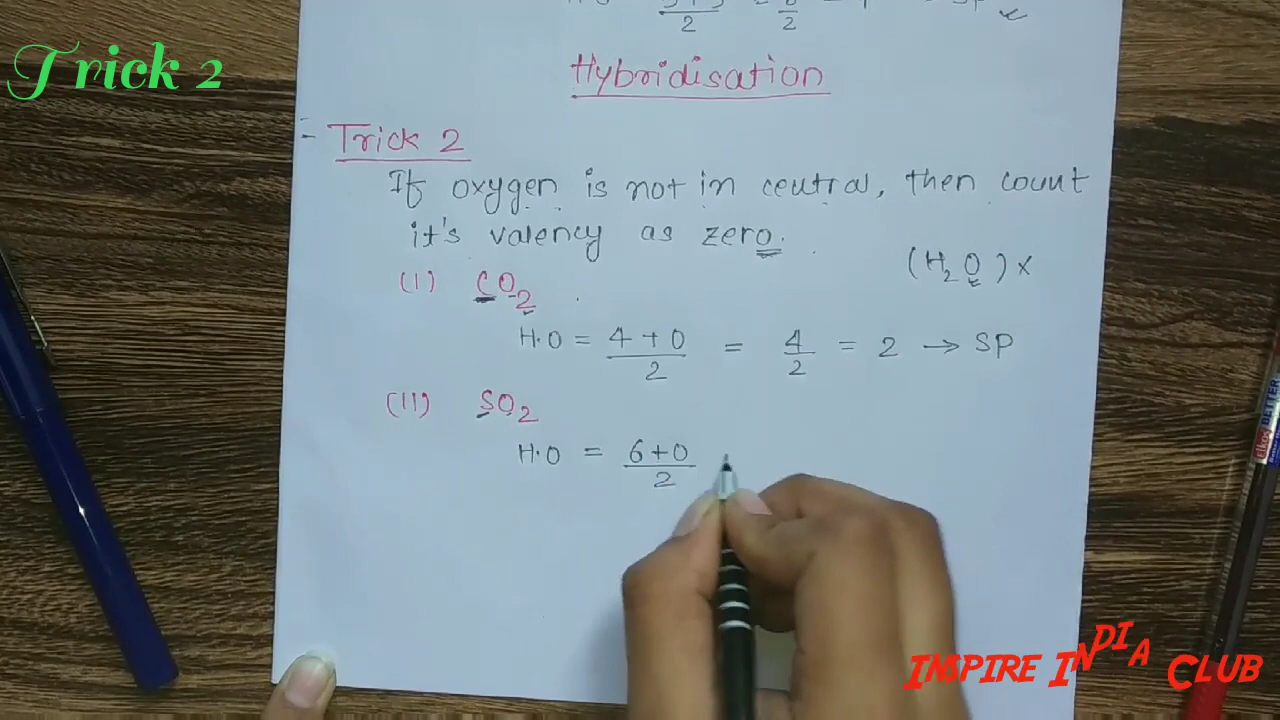 Trick 2
Hybridisation
Trick 2
If oxygen is not in central, then count
it's valency as zero.
(H2O) ×
(I) CO2
H.O = 4+0/2 = 4/2 = 2 → SP
(II) SO2
H.O = 6+0/2
INSPIRE INDIA CLUB